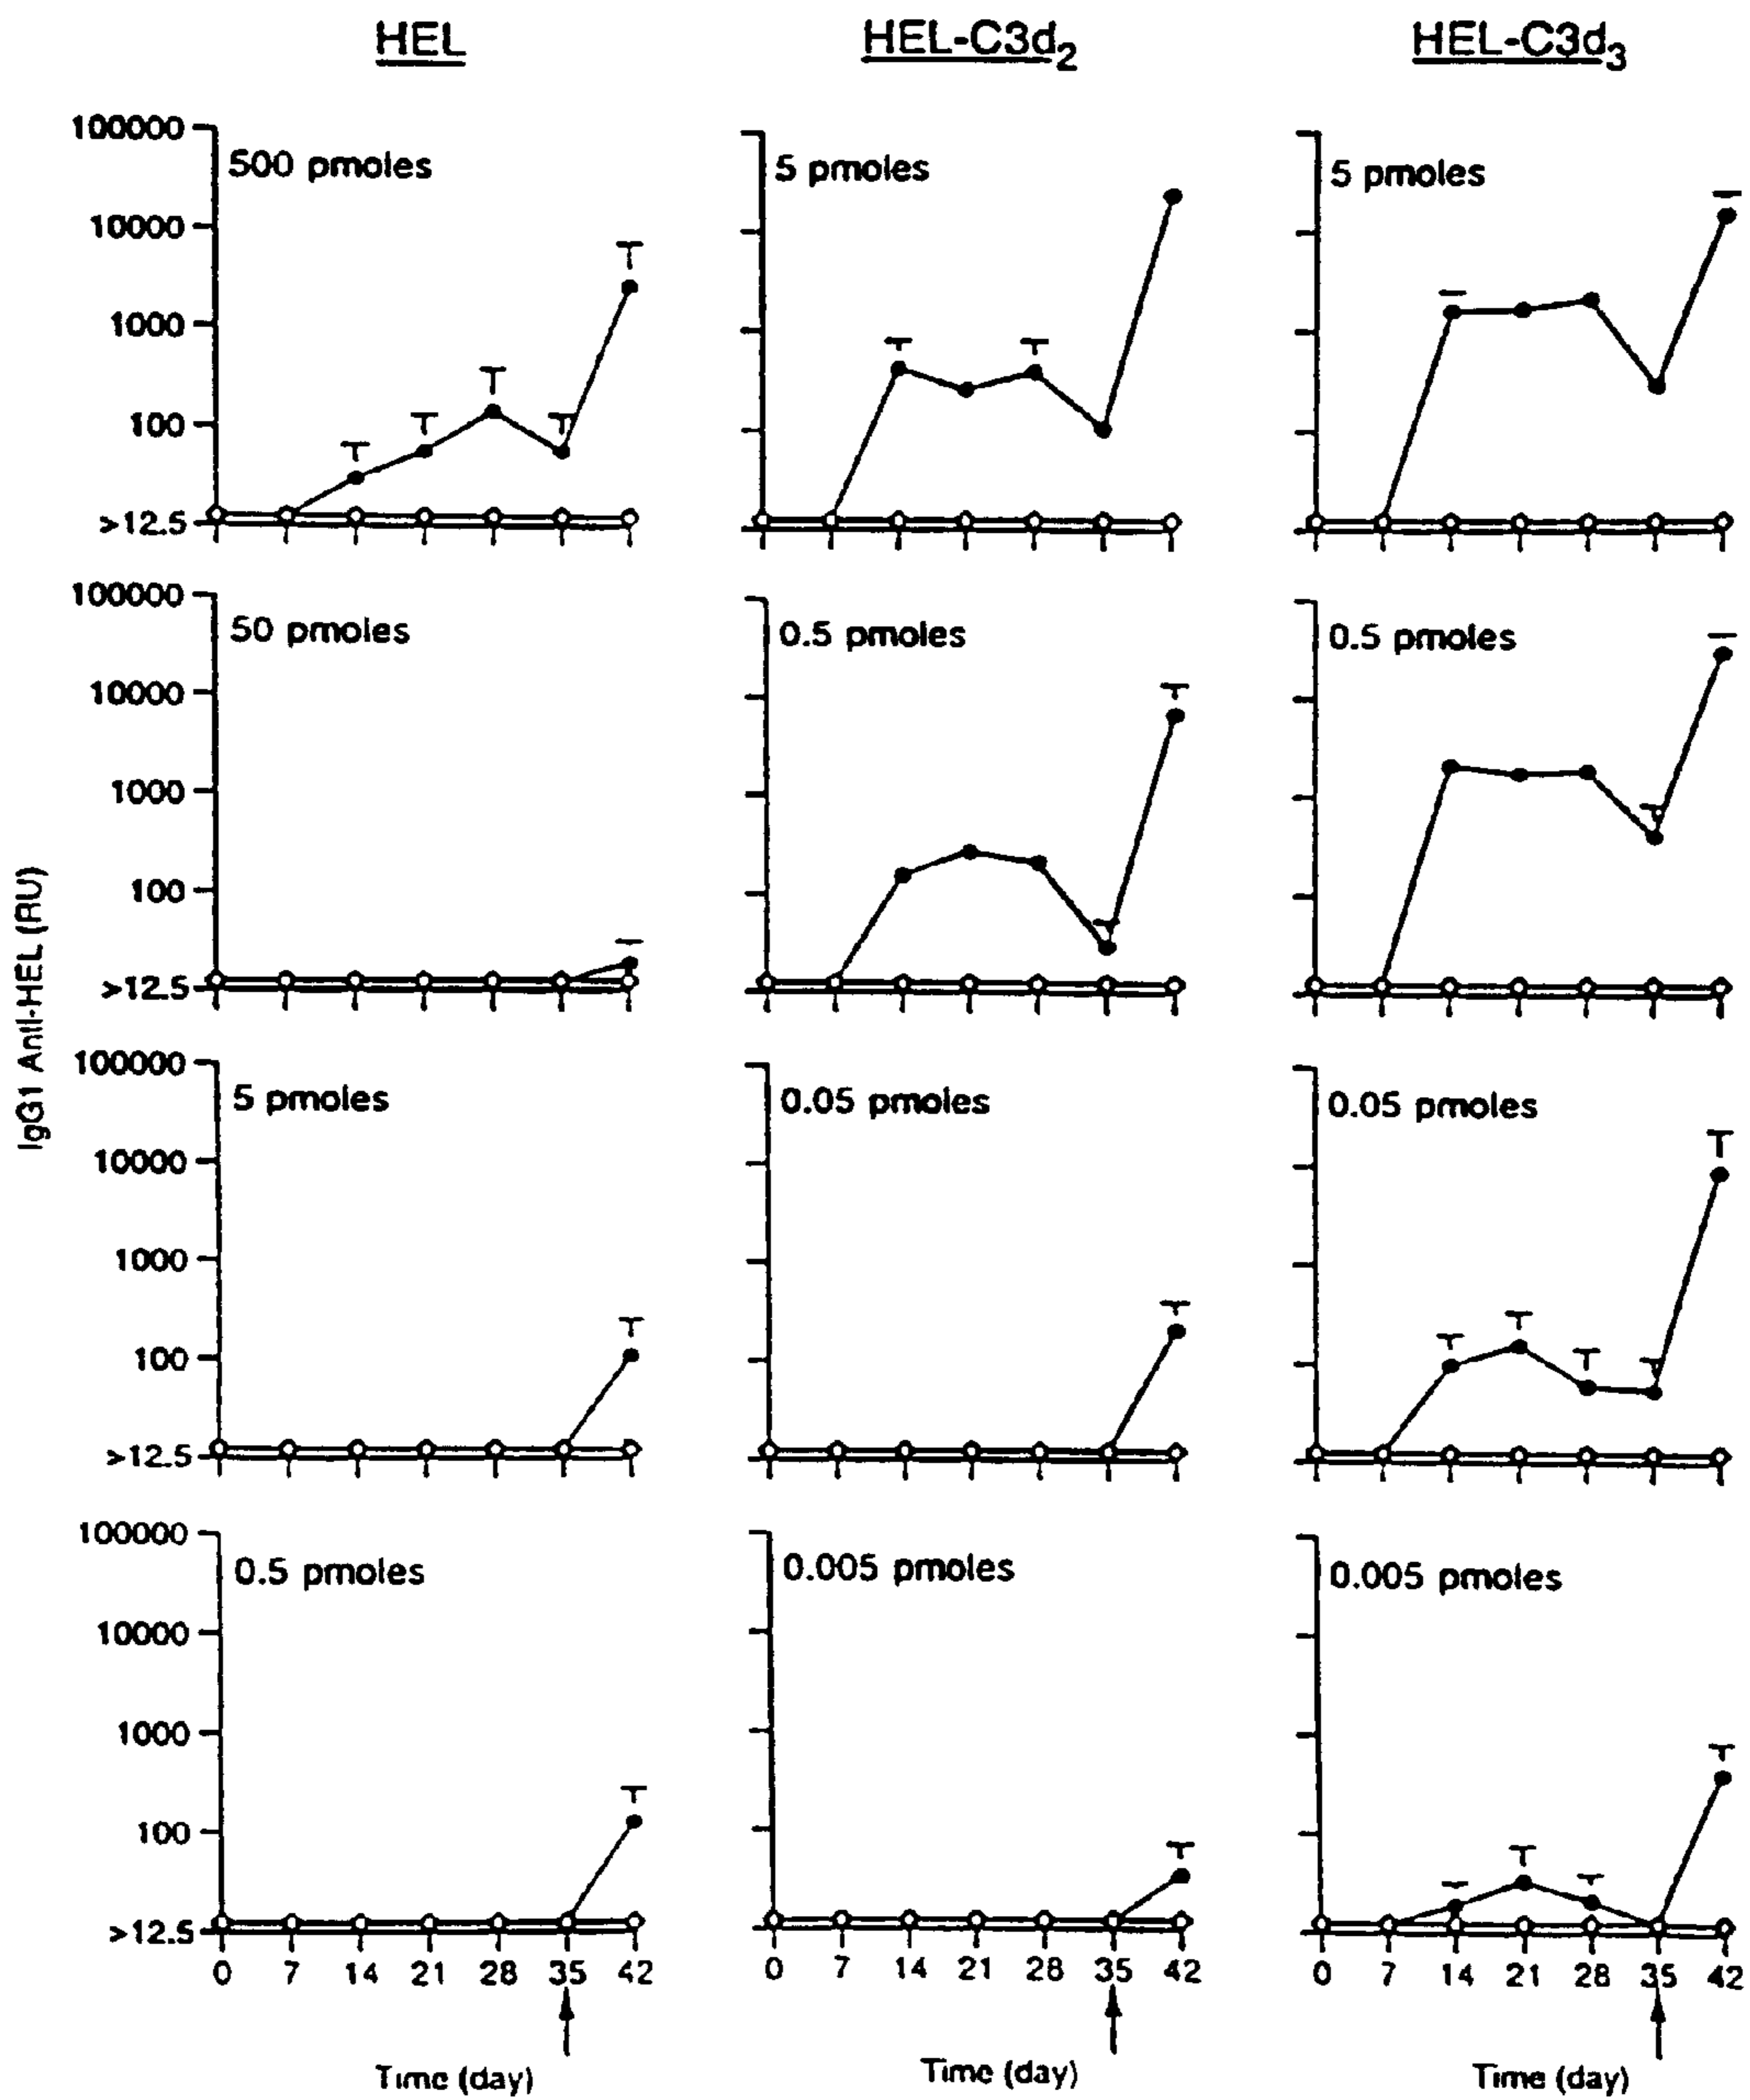 HEL HEL-C3d2 HEL-C3d3
100000
500 pmoles 5 pmoles 5 pmoles
10000
1000
100
>12.5
100000
50 pmoles 0.5 pmoles 0.5 pmoles
10000
1000
100
>12.5
IgG1 Anti-HEL (RU)
100000
5 pmoles 0.05 pmoles 0.05 pmoles
10000
1000
100
>12.5
100000
0.5 pmoles 0.005 pmoles 0.005 pmoles
10000
1000
100
>12.5
0 7 14 21 28 35 42 0 7 14 21 28 35 42 0 7 14 21 28 35 42
Time (day) Time (day) Time (day)